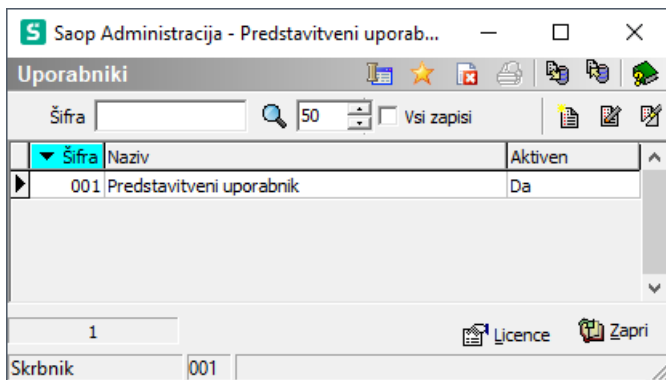 S Saop Administracija - Predstavitveni uporab...
Uporabniki
Šifra 50 Vsi zapisi
Šifra Naziv Aktiven
001 Predstavitveni uporabnik Da
1 Licence Zapri
Skrbnik 001